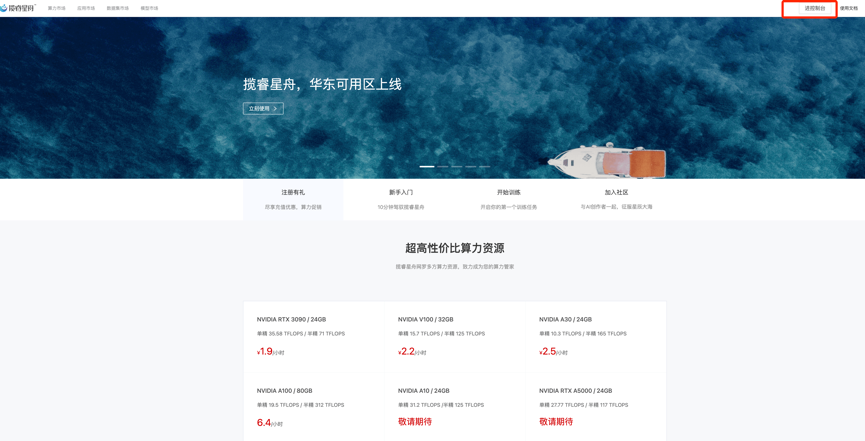 揽睿星舟
算力市场 应用市场 数据集市场 模型市场 进控制台 使用文档
揽睿星舟，华东可用区上线
立刻使用 >
注册有礼 新手入门 开始训练 加入社区
尽享充值优惠，算力促销 10分钟驾驭揽睿星舟 开启你的第一个训练任务 与AI创作者一起，征服星辰大海
超高性价比算力资源
揽睿星舟网罗多方算力资源，致力成为您的算力管家
NVIDIA RTX 3090 / 24GB NVIDIA V100 / 32GB NVIDIA A30 / 24GB
单精 35.58 TFLOPS / 半精 71 TFLOPS 单精 15.7 TFLOPS / 半精 125 TFLOPS 单精 10.3 TFLOPS / 半精 165 TFLOPS
¥1.9/小时 ¥2.2/小时 ¥2.5/小时
NVIDIA A100 / 80GB NVIDIA A10 / 24GB NVIDIA RTX A5000 / 24GB
单精 19.5 TFLOPS / 半精 312 TFLOPS 单精 31.2 TFLOPS /半精 125 TFLOPS 单精 27.77 TFLOPS / 半精 117 TFLOPS
6.4/小时 敬请期待 敬请期待